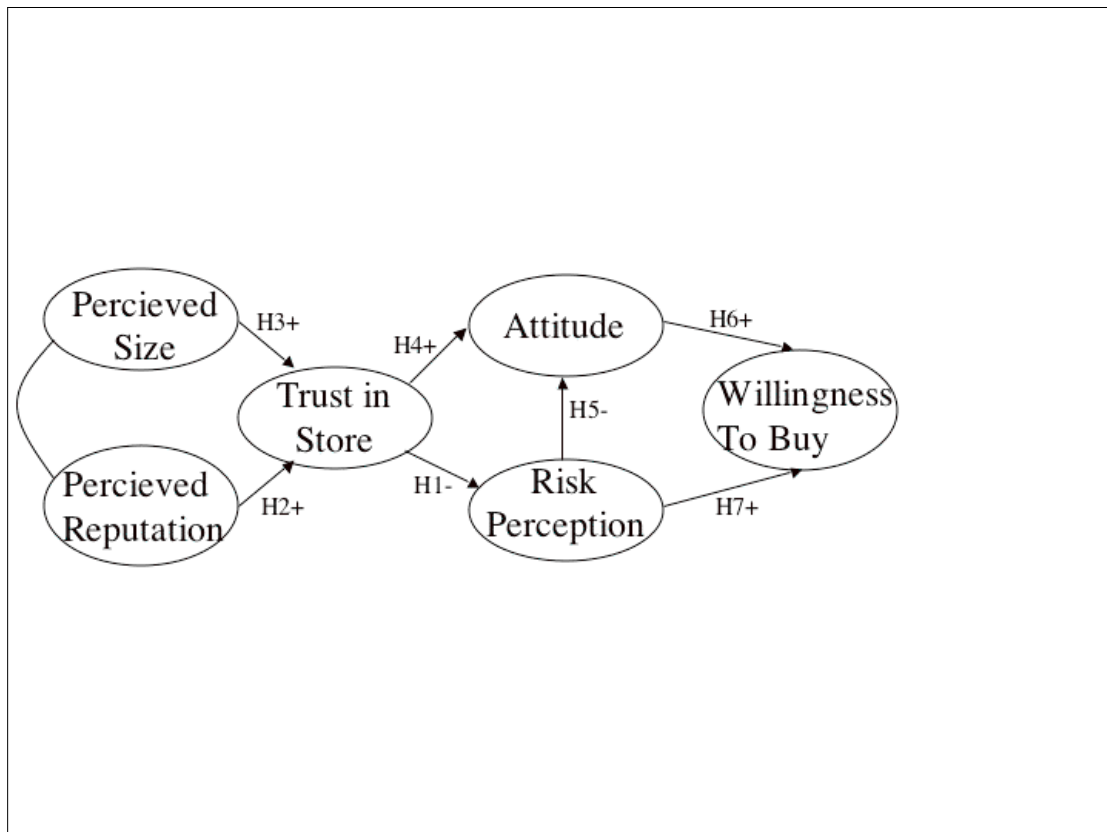 Percieved
Size
H3+
Percieved
Reputation
H2+
Trust in
Store
H4+
H1-
Attitude
H5-
Risk
Perception
H6+
H7+
Willingness
To Buy